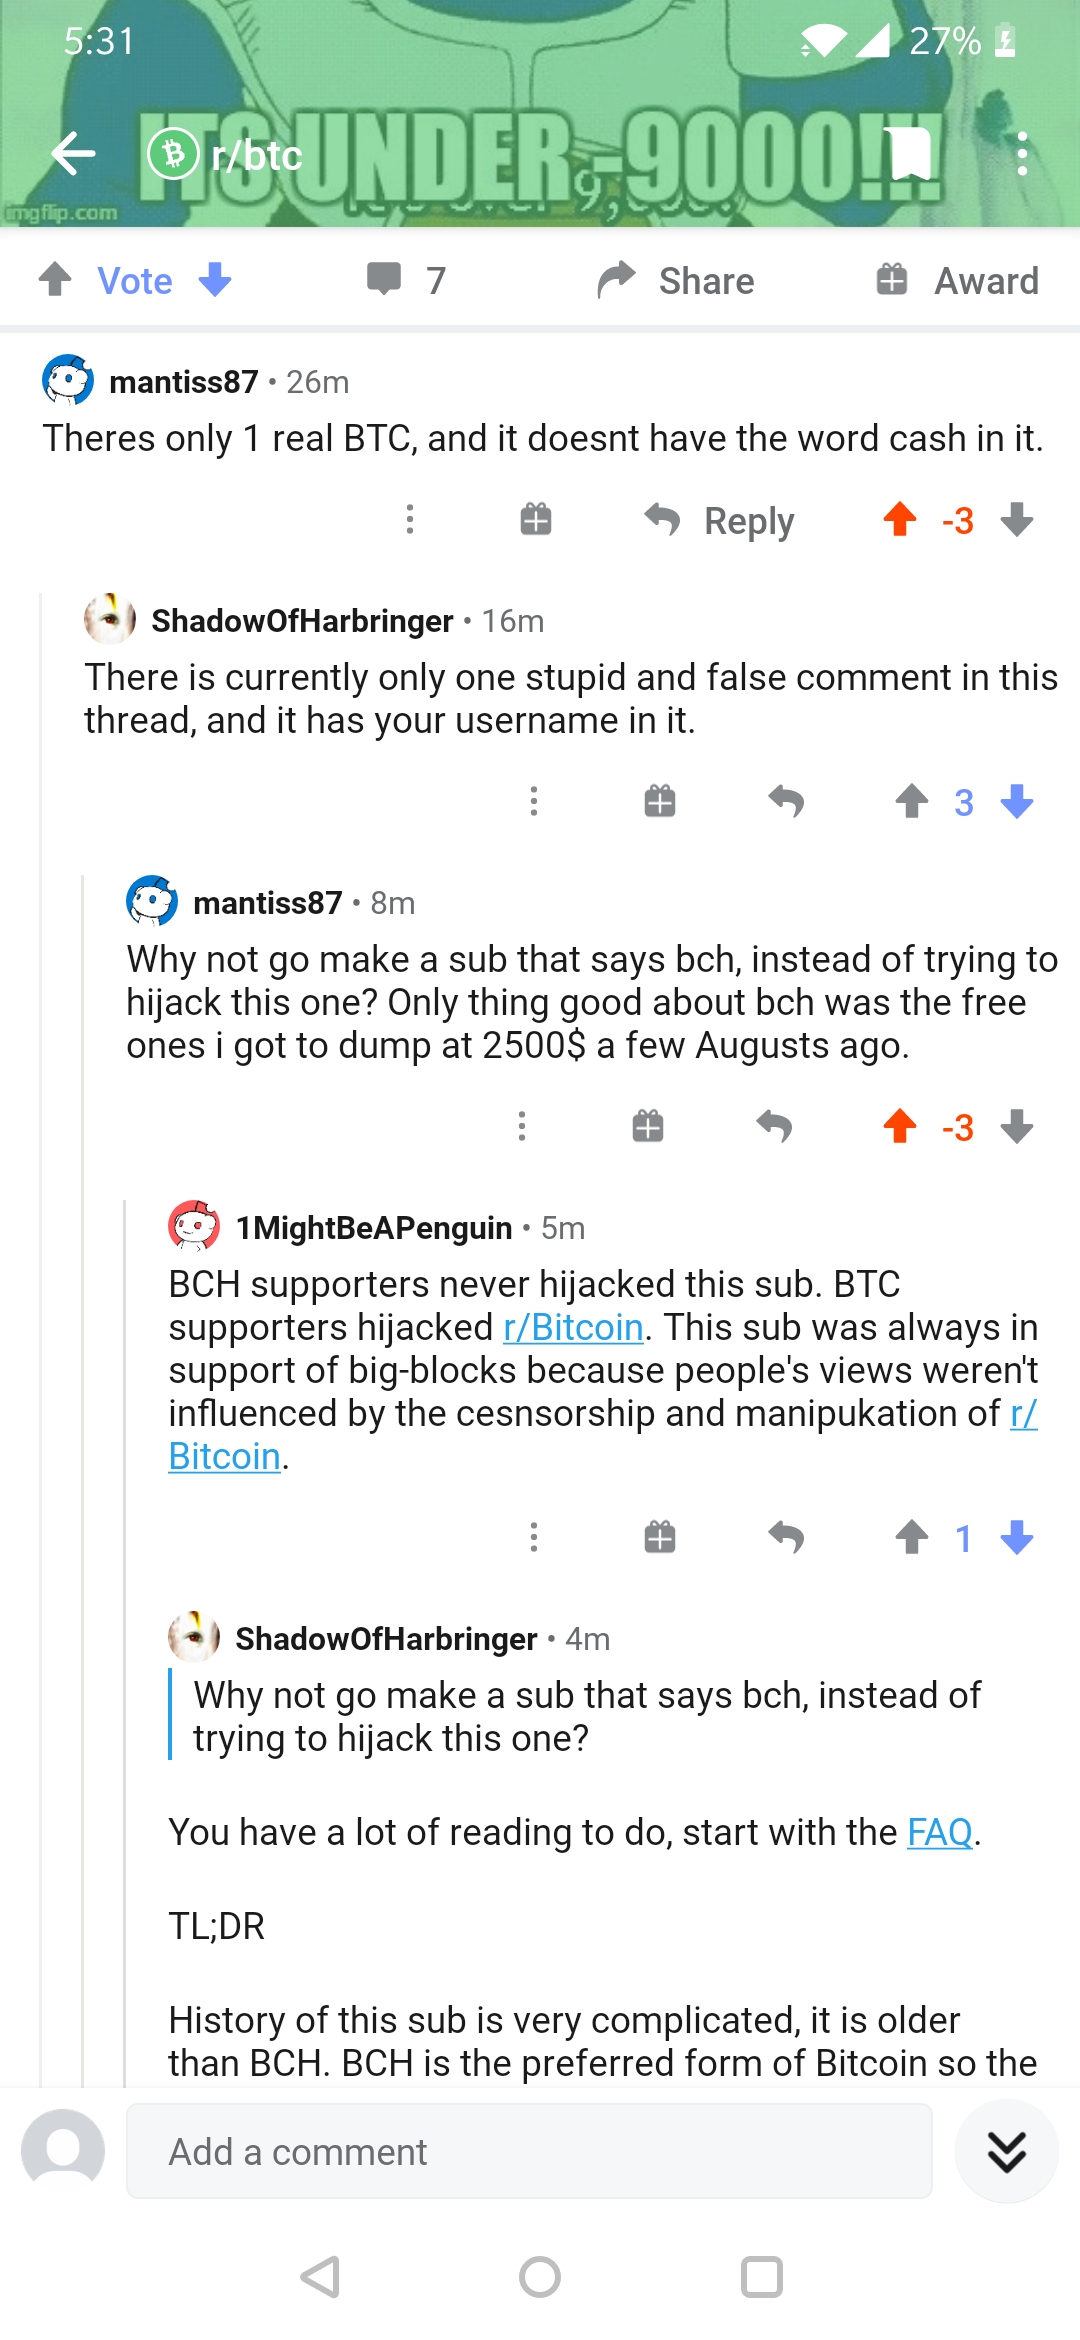 5:31
27%
ITS UNDER -9000!!!
r/btc
imgflip.com
Vote
7
Share
Award
mantiss87 • 26m
Theres only 1 real BTC, and it doesnt have the word cash in it.
Reply
-3
ShadowOfHarbringer • 16m
There is currently only one stupid and false comment in this
thread, and it has your username in it.
3
mantiss87 • 8m
Why not go make a sub that says bch, instead of trying to
hijack this one? Only thing good about bch was the free
ones i got to dump at 2500$ a few Augusts ago.
-3
1MightBeAPenguin • 5m
BCH supporters never hijacked this sub. BTC
supporters hijacked r/Bitcoin. This sub was always in
support of big-blocks because people's views weren't
influenced by the cesnsorship and manipukation of r/
Bitcoin.
1
ShadowOfHarbringer • 4m
Why not go make a sub that says bch, instead of
trying to hijack this one?
You have a lot of reading to do, start with the FAQ.
TL;DR
History of this sub is very complicated, it is older
than BCH. BCH is the preferred form of Bitcoin so the
Add a comment